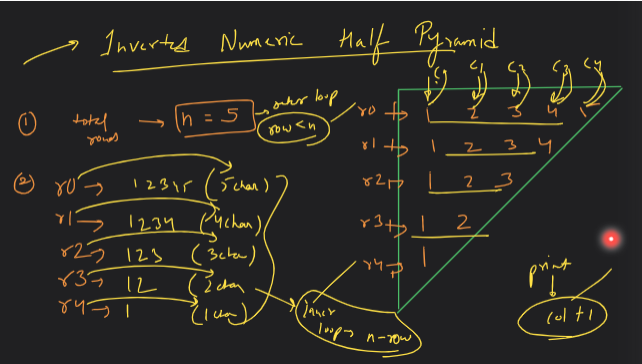 → Inverted Numeric Half Pyramid
① total rows → n = 5 → outer loop
row < n
② r0 → 12345 (5 char)
r1 → 1234 (4 char)
r2 → 123 (3 char)
r3 → 12 (2 char
r4 → 1 (1 char)
inner loop → n-row
c0 c1 c2 c3 c4
r0 → 1 2 3 4 5
r1 → 1 2 3 4
r2 → 1 2 3
r3 → 1 2
r4 → 1
print
col + 1